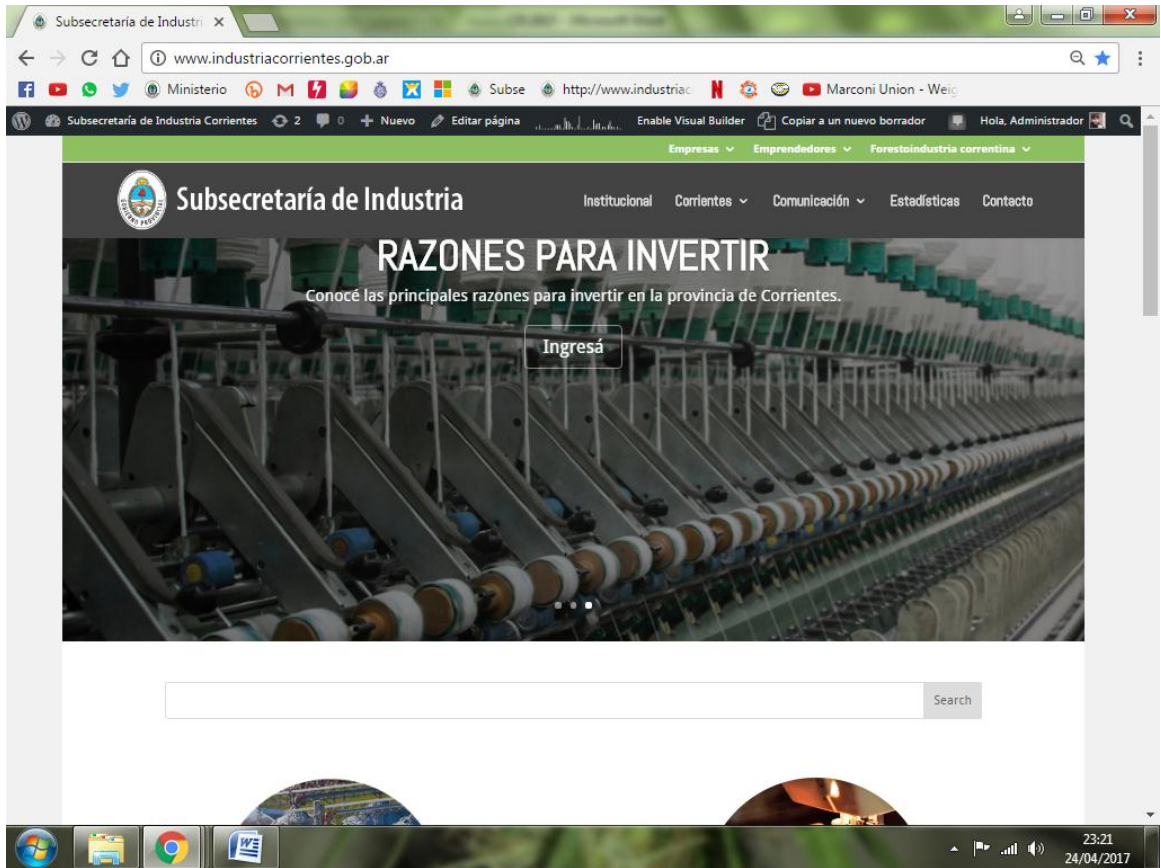 Subsecretaría de Industri
www.industriacorrientes.gob.ar
Ministerio Subse http://www.industriac Marconi Union - Weig
Subsecretaría de Industria Corrientes 2 0 Nuevo Editar página Enable Visual Builder Copiar a un nuevo borrador Hola, Administrador
Empresas Emprendedores Forestoindustria correntina
Subsecretaría de Industria Institucional Corrientes Comunicación Estadísticas Contacto
RAZONES PARA INVERTIR
Conocé las principales razones para invertir en la provincia de Corrientes.
Ingresá
Search
23:21
24/04/2017